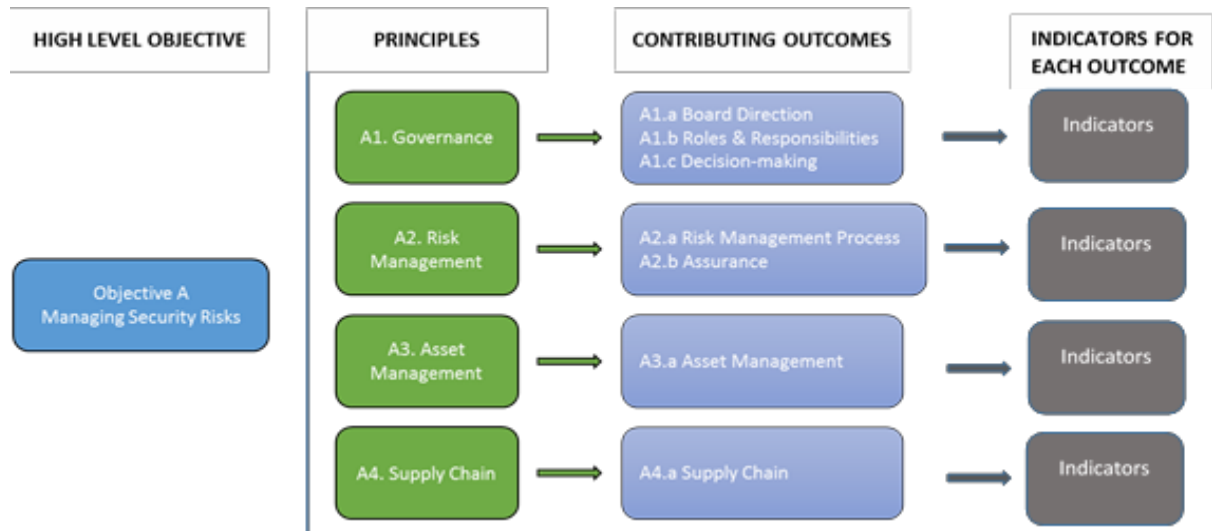 HIGH LEVEL OBJECTIVE
PRINCIPLES
CONTRIBUTING OUTCOMES
INDICATORS FOR
EACH OUTCOME
Objective A
Managing Security Risks
A1. Governance
A1.a Board Direction
A1.b Roles & Responsibilities
A1.c Decision-making
Indicators
A2. Risk
Management
A2.a Risk Management Process
A2.b Assurance
Indicators
A3. Asset
Management
A3.a Asset Management
Indicators
A4. Supply Chain
A4.a Supply Chain
Indicators